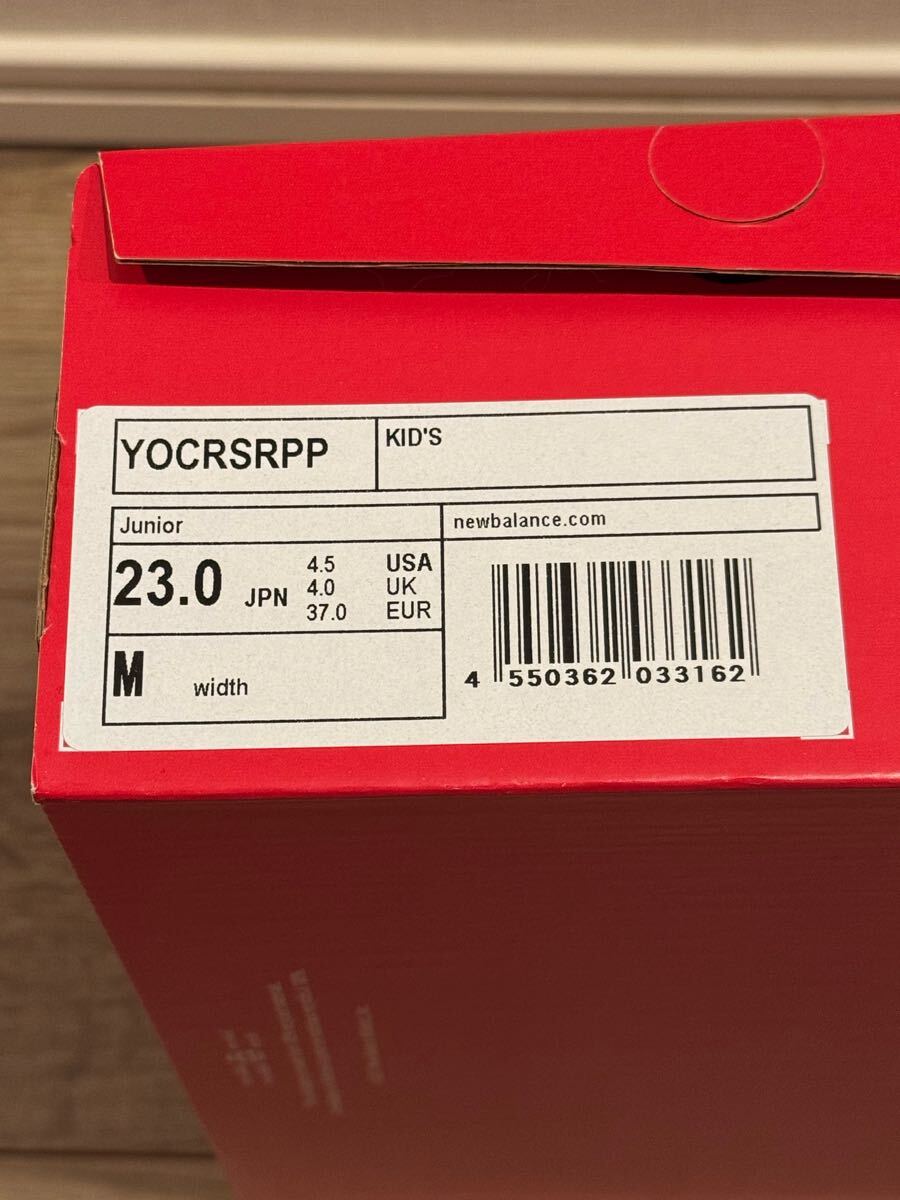 YOCRSRPP
KID'S
Junior
newbalance.com
23.0 JPN
4.5 USA
4.0 UK
37.0 EUR
M width
4 550362 033162